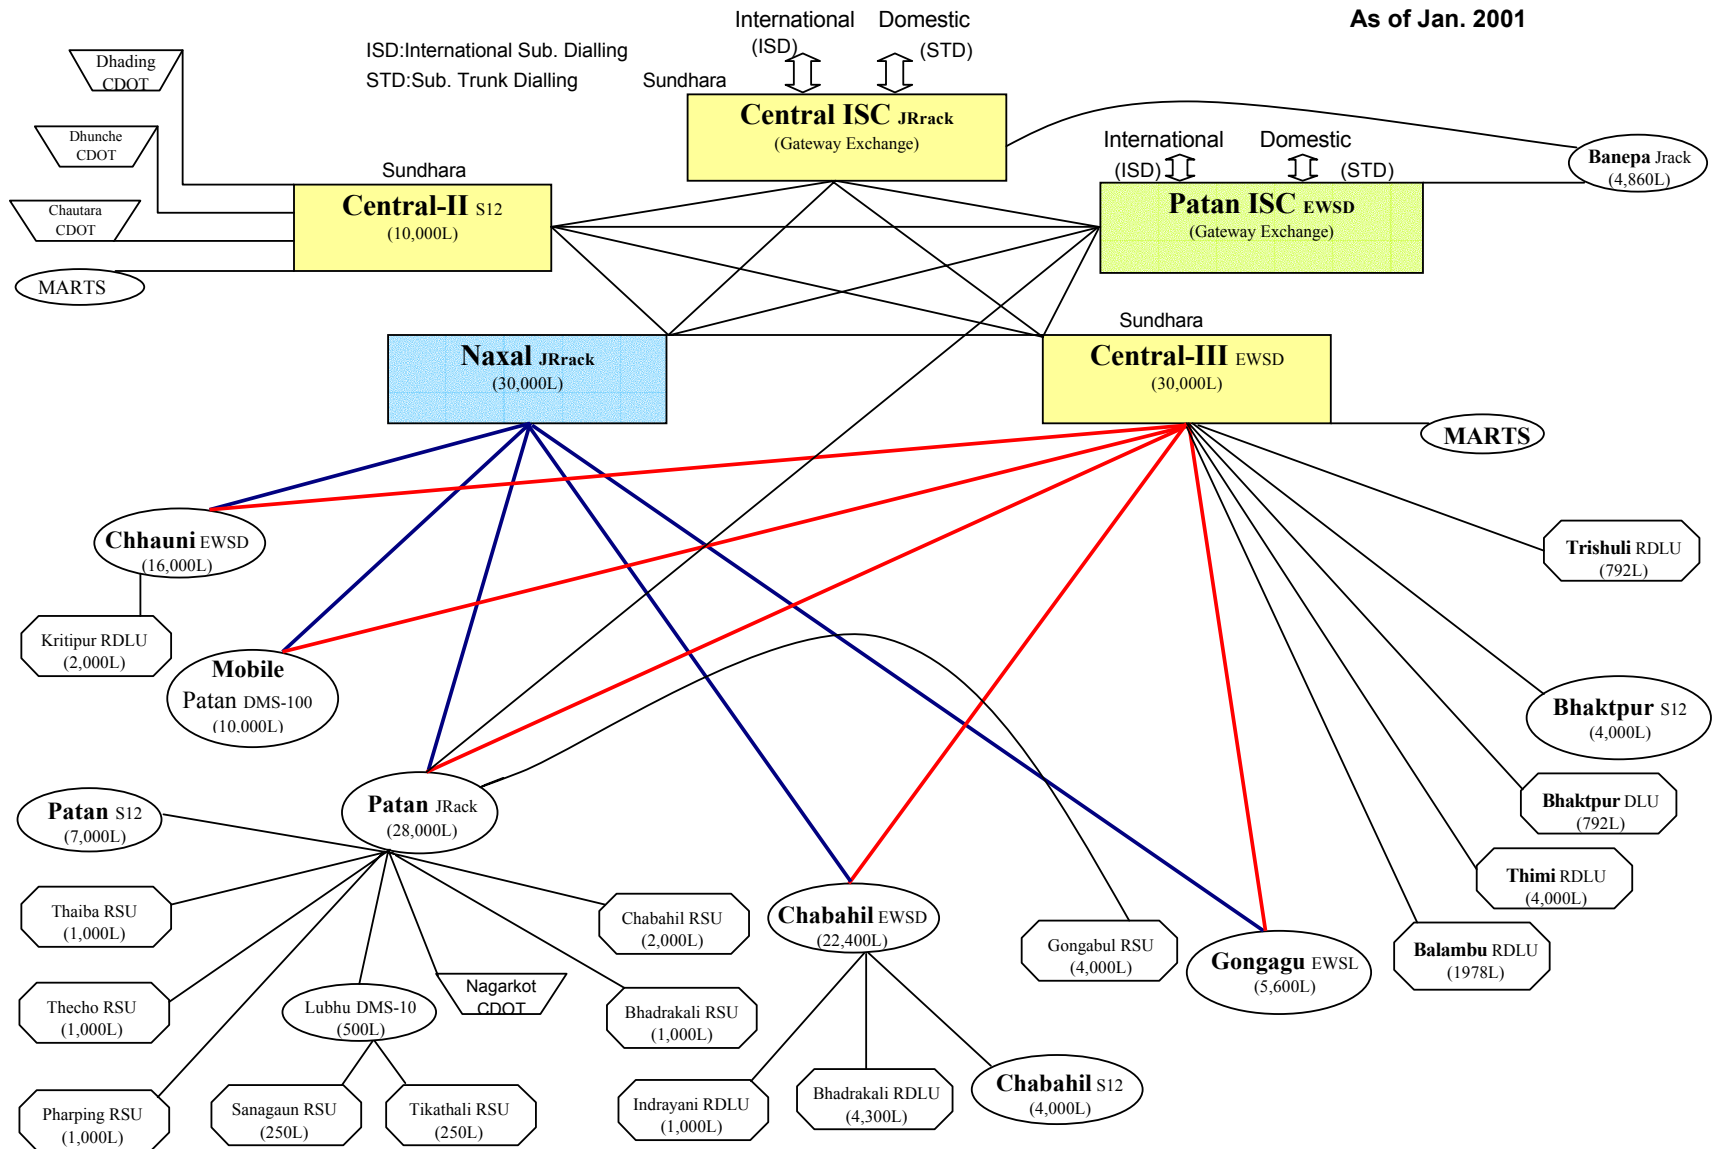 International Domestic
As of Jan. 2001
ISD:International Sub. Dialling
(ISD)
(STD)
STD:Sub. Trunk Dialling
Sundhara
Dhading
CDOT
Central ISC JRrack
(Gateway Exchange)
Dhunche
CDOT
International Domestic
(ISD)
(STD)
Banepa Jrack
(4,860L)
Sundhara
Central-II S12
(10,000L)
Patan ISC EWSD
(Gateway Exchange)
Chautara
CDOT
MARTS
Sundhara
Naxal JRrack
(30,000L)
Central-III EWSD
(30,000L)
MARTS
Chhauni EWSD
(16,000L)
Trishuli RDLU
(792L)
Kritipur RDLU
(2,000L)
Mobile
Patan DMS-100
(10,000L)
Bhaktpur S12
(4,000L)
Patan S12
(7,000L)
Patan JRack
(28,000L)
Bhaktpur DLU
(792L)
Thimi RDLU
(4,000L)
Thaiba RSU
(1,000L)
Chabahil RSU
(2,000L)
Chabahil EWSD
(22,400L)
Gongabul RSU
(4,000L)
Gongagu EWSL
(5,600L)
Balambu RDLU
(1978L)
Thecho RSU
(1,000L)
Lubhu DMS-10
(500L)
Nagarkot
CDOT
Bhadrakali RSU
(1,000L)
Pharping RSU
(1,000L)
Sanagaun RSU
(250L)
Tikathali RSU
(250L)
Indrayani RDLU
(1,000L)
Bhadrakali RDLU
(4,300L)
Chabahil S12
(4,000L)